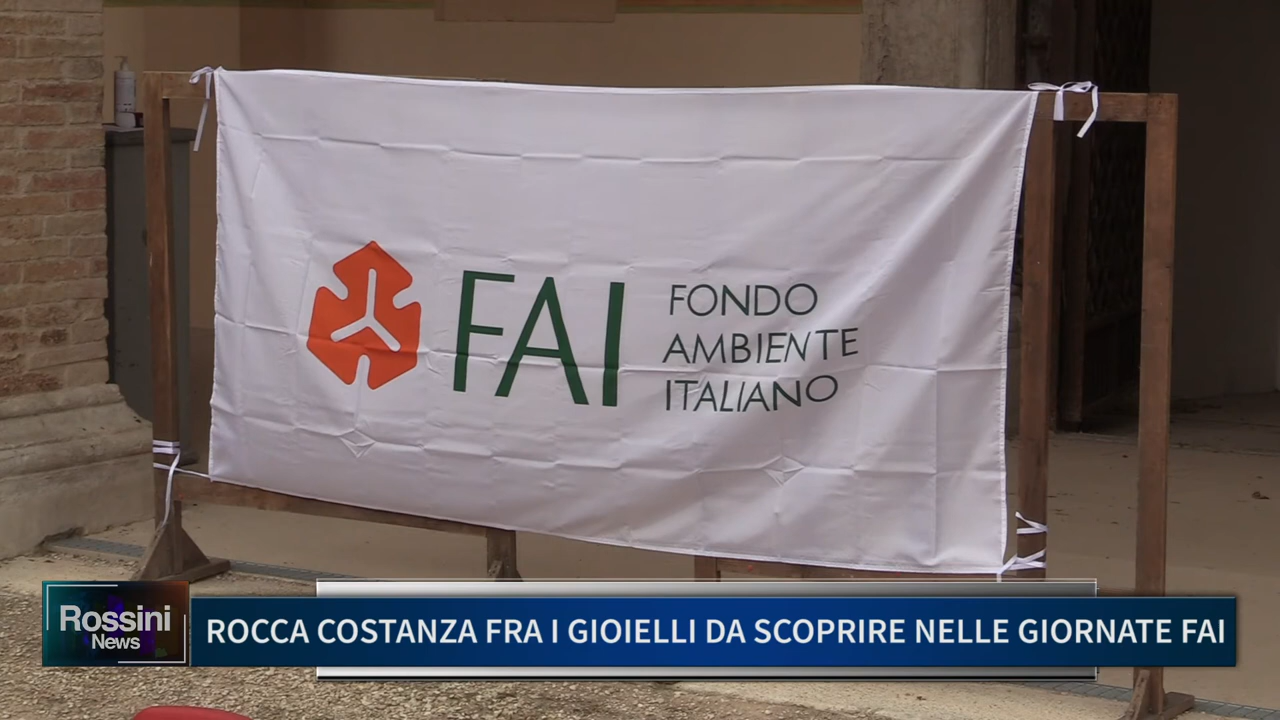 FAI
FONDO
AMBIENTE
ITALIANO
Rossini
News
ROCCA COSTANZA FRA I GIOIELLI DA SCOPRIRE NELLE GIORNATE FAI